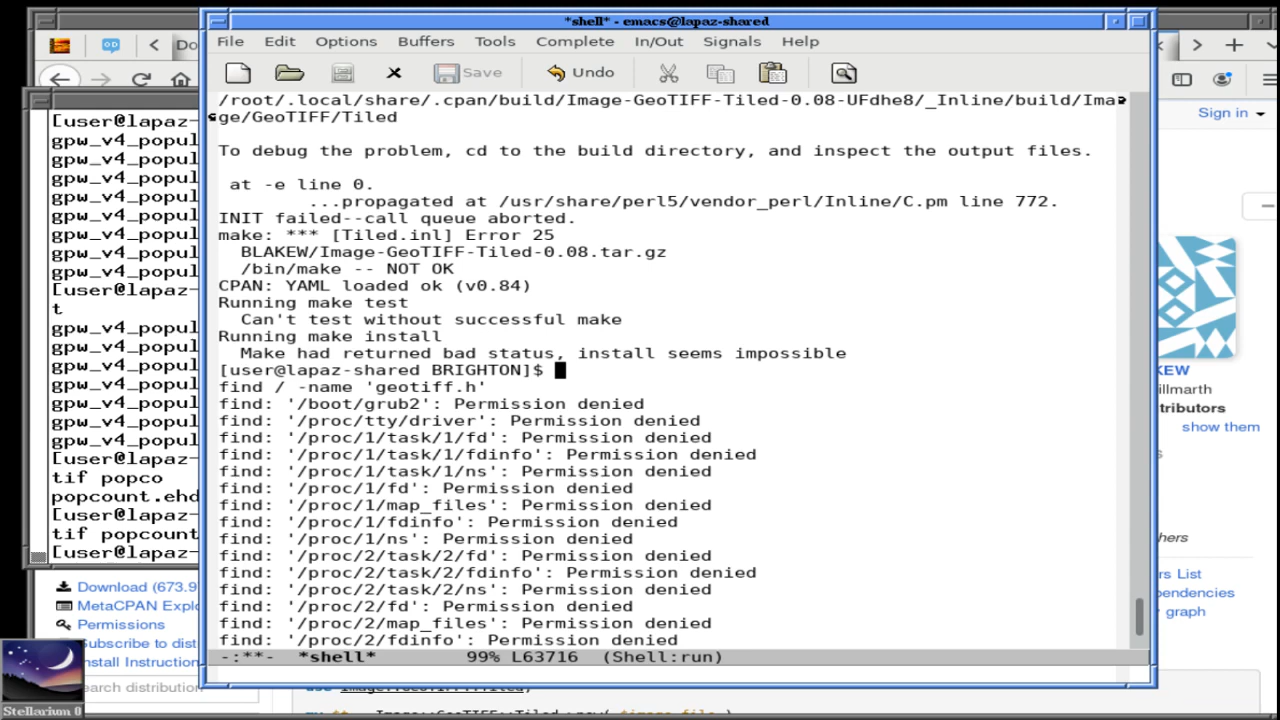 *shell* - emacs@lapaz-shared
File Edit Options Buffers Tools Complete In/Out Signals Help
Save Undo
/root/.local/share/.cpan/build/Image-GeoTIFF-Tiled-0.08-UFdhe8/_Inline/build/Ima
ge/GeoTIFF/Tiled
To debug the problem, cd to the build directory, and inspect the output files.
at -e line 0.
...propagated at /usr/share/perl5/vendor_perl/Inline/C.pm line 772.
INIT failed--call queue aborted.
make: *** [Tiled.inl] Error 25
BLAKEW/Image-GeoTIFF-Tiled-0.08.tar.gz
/bin/make -- NOT OK
CPAN: YAML loaded ok (v0.84)
Running make test
Can't test without successful make
Running make install
Make had returned bad status, install seems impossible
[user@lapaz-shared BRIGHTON]$
find / -name 'geotiff.h'
find: '/boot/grub2': Permission denied
find: '/proc/tty/driver': Permission denied
find: '/proc/1/task/1/fd': Permission denied
find: '/proc/1/task/1/fdinfo': Permission denied
find: '/proc/1/task/1/ns': Permission denied
find: '/proc/1/fd': Permission denied
find: '/proc/1/map_files': Permission denied
find: '/proc/1/fdinfo': Permission denied
find: '/proc/1/ns': Permission denied
find: '/proc/2/task/2/fd': Permission denied
find: '/proc/2/task/2/fdinfo': Permission denied
find: '/proc/2/task/2/ns': Permission denied
find: '/proc/2/fd': Permission denied
find: '/proc/2/map_files': Permission denied
find: '/proc/2/fdinfo': Permission denied
-:**- *shell* 99% L63716 (Shell:run)
Do
[user@lapaz-
gpw_v4_popul
gpw_v4_popul
gpw_v4_popul
gpw_v4_popul
gpw_v4_popul
gpw_v4_popul
gpw_v4_popul
gpw_v4_popul
[user@lapaz-
t
gpw_v4_popul
gpw_v4_popul
gpw_v4_popul
gpw_v4_popul
gpw_v4_popul
gpw_v4_popul
gpw_v4_popul
[user@lapaz-
tif popco
popcount.ehd
[user@lapaz-
tif popcount
[user@lapaz-
Download (673.9
MetaCPAN Explo
Permissions
Subscribe to dist
nstall Instruction
earch distribution
Stellarium 0
Sign in
KEW
illmarth
tributors
show them
s
hers
rs List
pendencies
graph